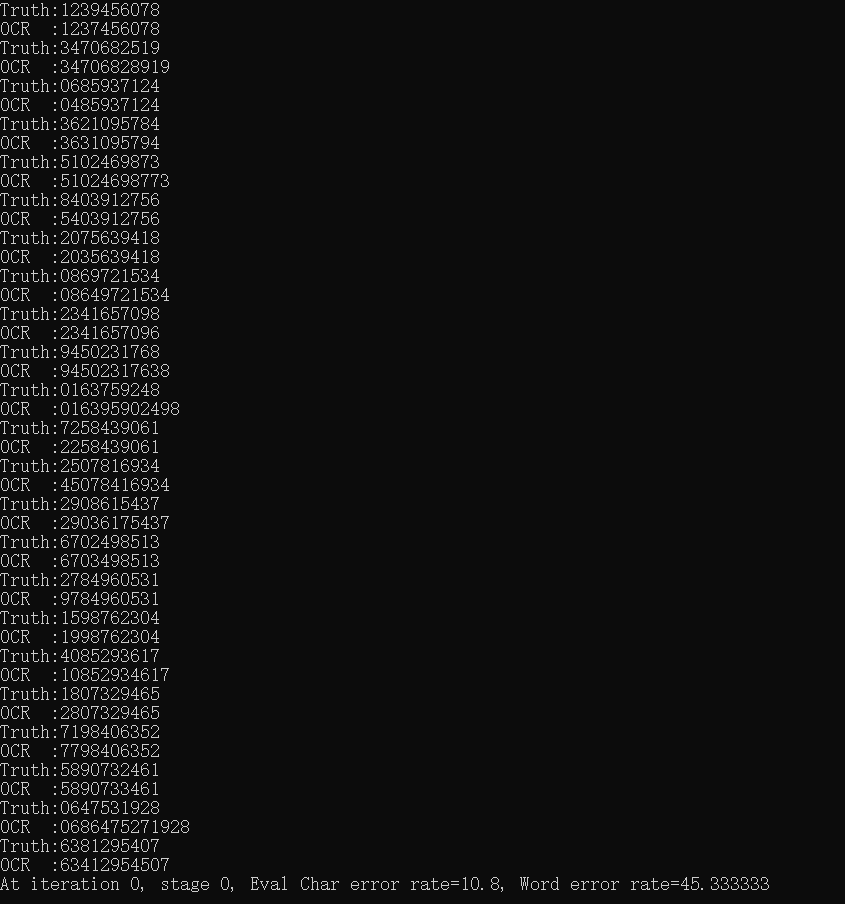 Truth:1239456078
OCR  :1237456078
Truth:3470682519
OCR  :34706828919
Truth:0685937124
OCR  :0485937124
Truth:3621095784
OCR  :3631095794
Truth:5102469873
OCR  :51024698773
Truth:8403912756
OCR  :5403912756
Truth:2075639418
OCR  :2035639418
Truth:0869721534
OCR  :08649721534
Truth:2341657098
OCR  :2341657096
Truth:9450231768
OCR  :94502317638
Truth:0163759248
OCR  :016395902498
Truth:7258439061
OCR  :2258439061
Truth:2507816934
OCR  :45078416934
Truth:2908615437
OCR  :29036175437
Truth:6702498513
OCR  :6703498513
Truth:2784960531
OCR  :9784960531
Truth:1598762304
OCR  :1998762304
Truth:4085293617
OCR  :10852934617
Truth:1807329465
OCR  :2807329465
Truth:7198406352
OCR  :7798406352
Truth:5890732461
OCR  :5890733461
Truth:0647531928
OCR  :0686475271928
Truth:6381295407
OCR  :63412954507
At iteration 0, stage 0, Eval Char error rate=10.8, Word error rate=45.333333